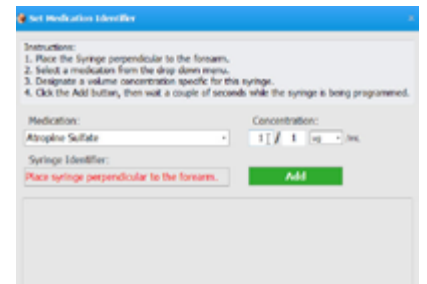 Set Medication Identifier
Instructions:
1. Place the Syringe perpendicular to the forearm.
2. Select a medication from the drop down menu.
3. Designate a volume concentration specific for this syringe.
4. Click the Add button, then wait a couple of seconds while the syringe is being programmed.
Medication: Concentration:
Atropine Sulfate 1 / 1 /mL
Syringe Identifier:
Place syringe perpendicular to the forearm. Add